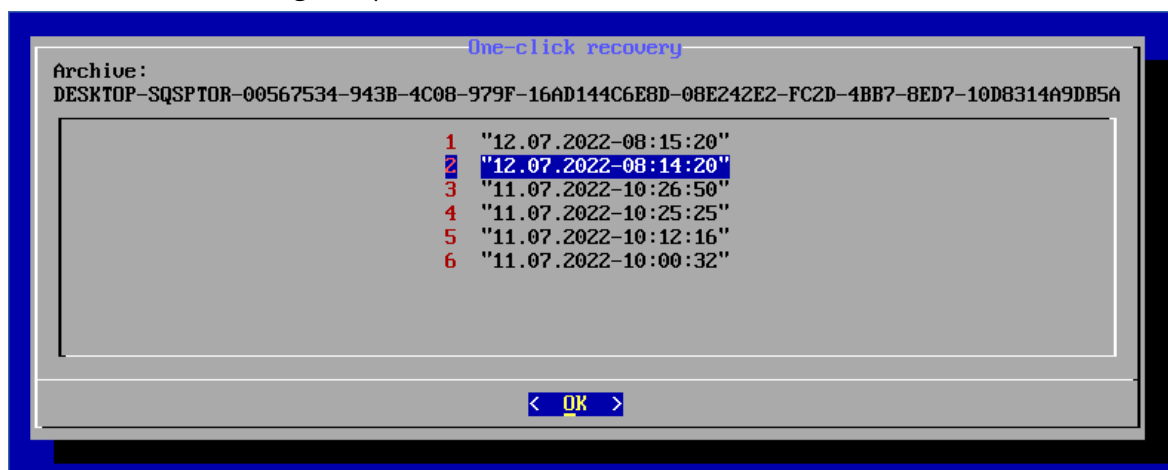 One-click recovery
Archive:
DESKTOP-SQSPTOR-00567534-943B-4C08-979F-16AD144C6E8D-08E242E2-FC2D-4BB7-8ED7-10D8314A9DB5A
1 "12.07.2022-08:15:20"
2 "12.07.2022-08:14:20"
3 "11.07.2022-10:26:50"
4 "11.07.2022-10:25:25"
5 "11.07.2022-10:12:16"
6 "11.07.2022-10:00:32"
< OK >